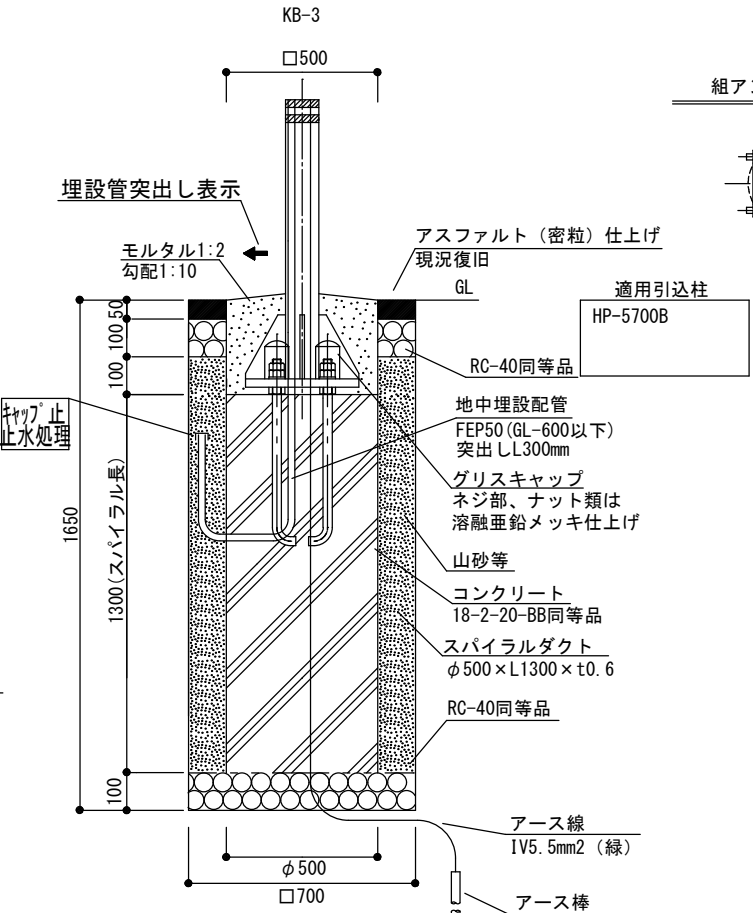 KB-3
□500
組ア
埋設管突出し表示
モルタル1:2
勾配1:10
アスファルト（密粒）仕上げ
現況復旧
GL
適用引込柱
HP-5700B
50
100
100
RC-40同等品
キャップ止
止水処理
地中埋設配管
FEP50(GL-600以下)
突出しL300mm
グリスキャップ
ネジ部、ナット類は
溶融亜鉛メッキ仕上げ
1650
1300(スパイラル長)
山砂等
コンクリート
18-2-20-BB同等品
スパイラルダクト
φ500×L1300×t0.6
RC-40同等品
100
アース線
IV5.5mm2（緑）
φ500
□700
アース棒